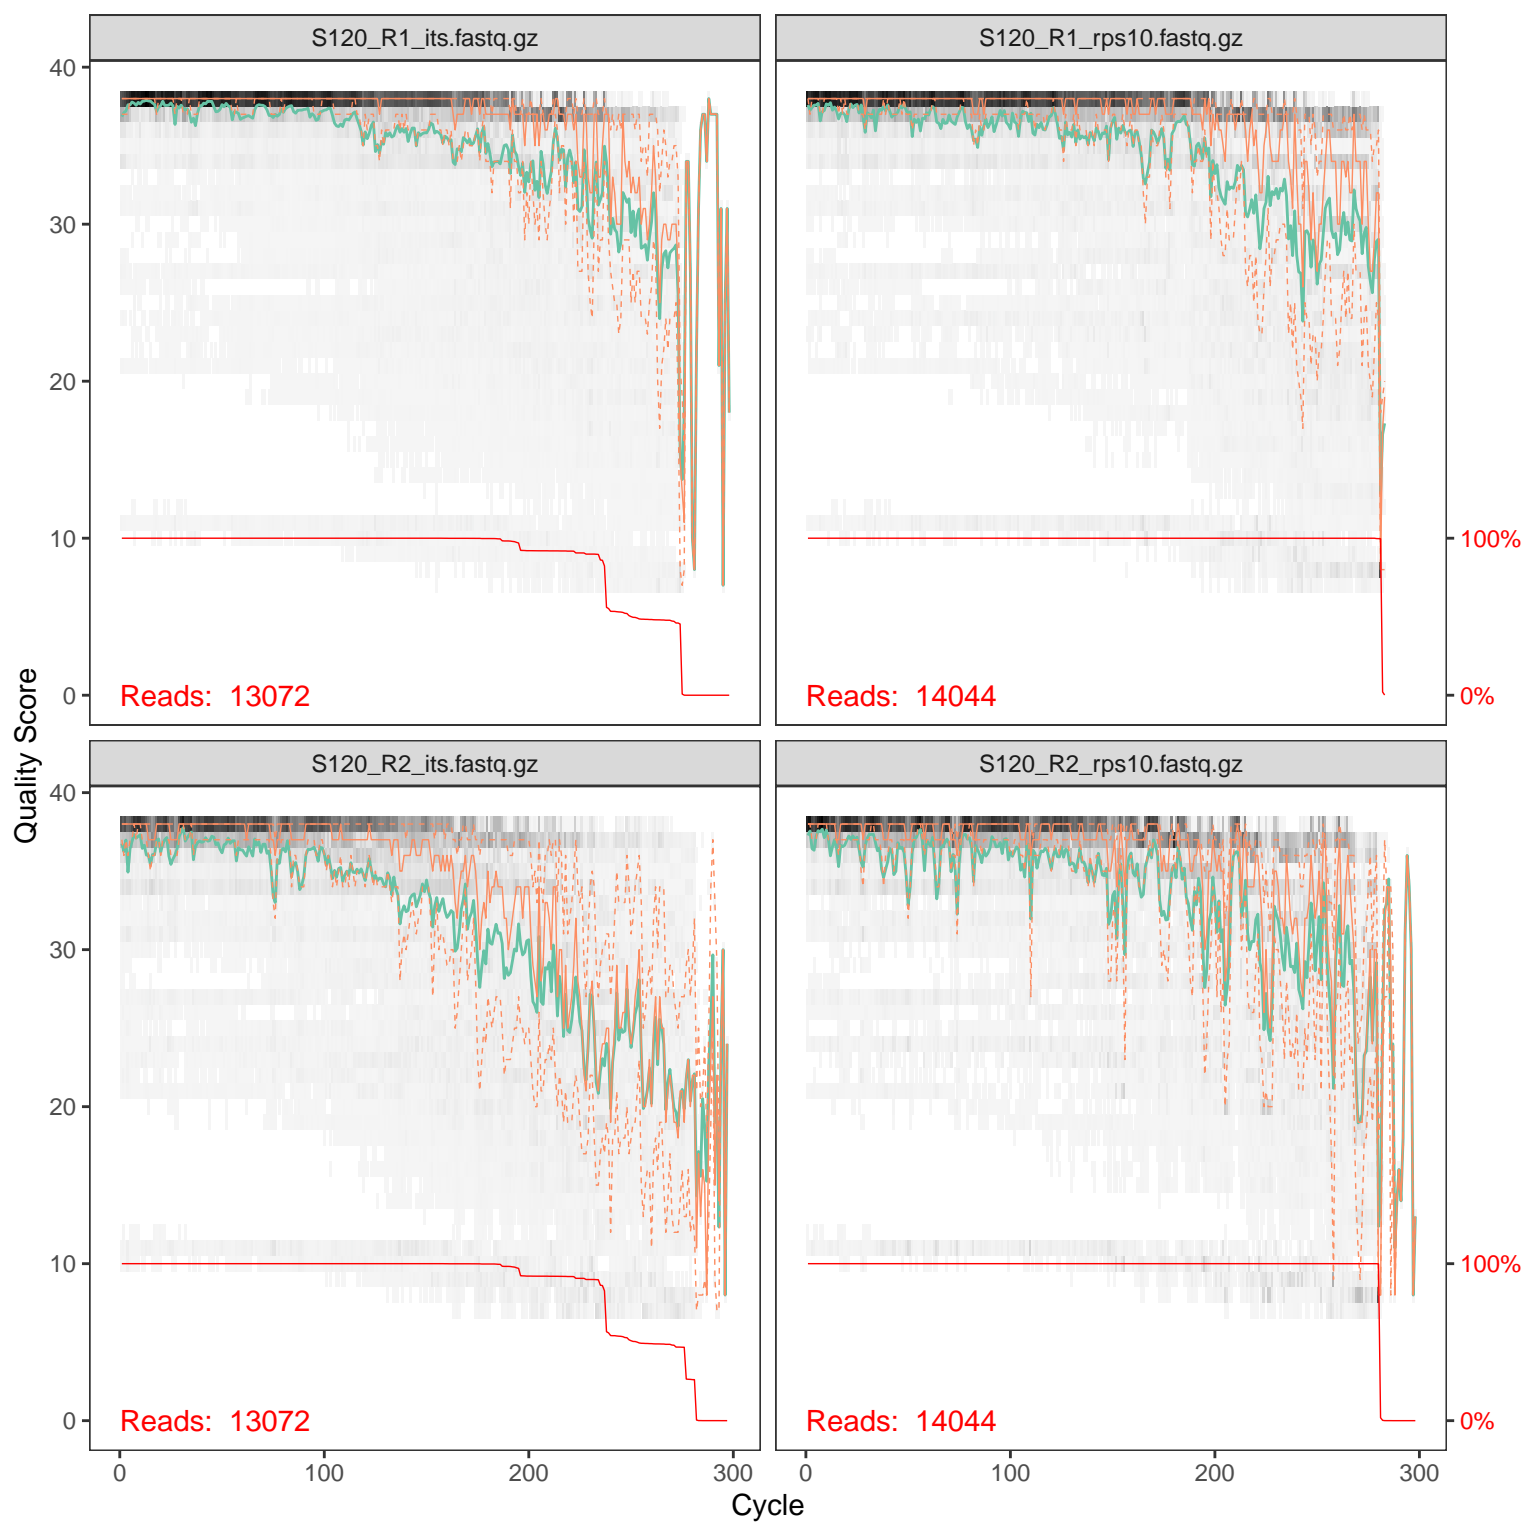 S120_R1_its.fastq.gz
S120_R1_rps10.fastq.gz
40
30
20
10
0
Reads: 13072
Reads: 14044
100%
0%
Quality Score
S120_R2_its.fastq.gz
S120_R2_rps10.fastq.gz
40
30
20
10
0
Reads: 13072
Reads: 14044
100%
0%
0 100 200 300
0 100 200 300
Cycle